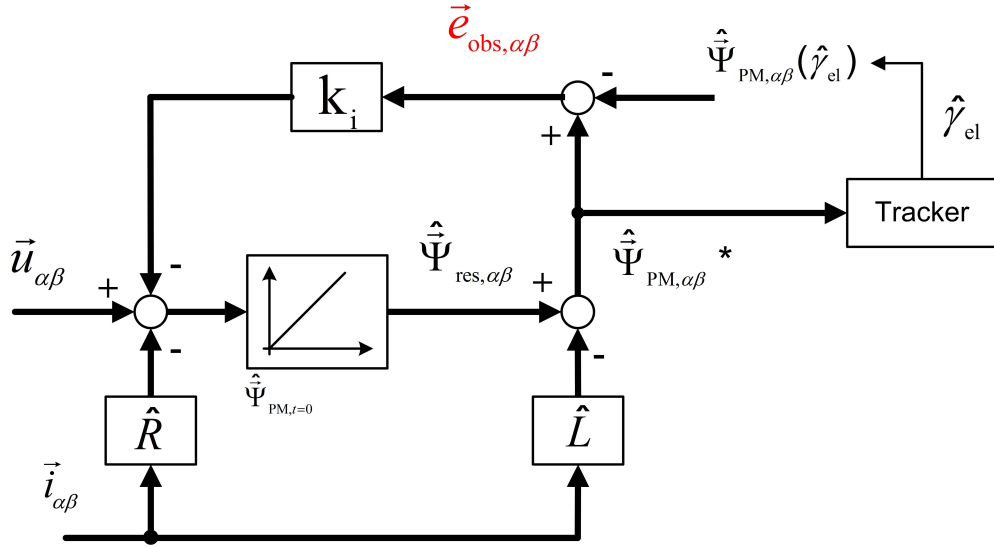 e⃗obs,αβ
-
Ψ̂⃗PM,αβ(γ̂el)
ki
+
γ̂el
Tracker
u⃗αβ
+
-
Ψ̂⃗res,αβ
+
Ψ̂⃗PM,αβ *
-
-
Ψ̂⃗PM,t=0
R̂
L̂
i⃗αβ